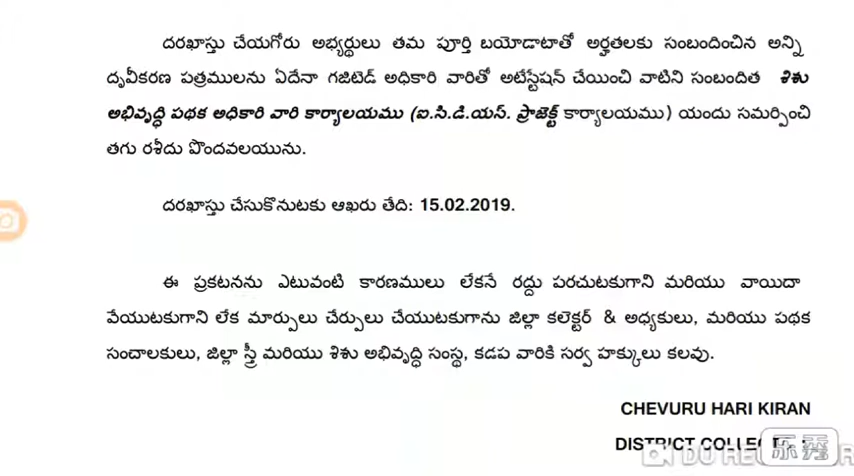 దరఖాస్తు చేయగోరు అభ్యర్థులు తమ పూర్తి బయోడాటాతో అర్హతలకు సంబందించిన అన్ని
దృవీకరణ పత్రములను ఏదేనా గజిటెడ్ అధికారి వారితో అటేస్టేషన్ చేయించి వాటిని సంబందిత శిశు
అభివృద్ధి పథక అధికారి వారి కార్యాలయము (ఐ.సి.డి.యస్. ప్రాజెక్ట్ కార్యాలయము) యందు సమర్పించి
తగు రశీదు పొందవలయును.
దరఖాస్తు చేసుకొనుటకు ఆఖరు తేది: 15.02.2019.
ఈ ప్రకటనను ఎటువంటి కారణములు లేకనే రద్దు పరచుటకుగాని మరియు వాయిదా
వేయుటకుగాని లేక మార్పులు చేర్పులు చేయుటకుగాను జిల్లా కలెక్టర్ & అధ్యకులు, మరియు పథక
సంచాలకులు, జిల్లా స్త్రీ మరియు శిశు అభివృద్ధి సంస్థ, కడప వారికి సర్వ హక్కులు కలవు.
CHEVURU HARI KIRAN
DISTRICT
乐秀